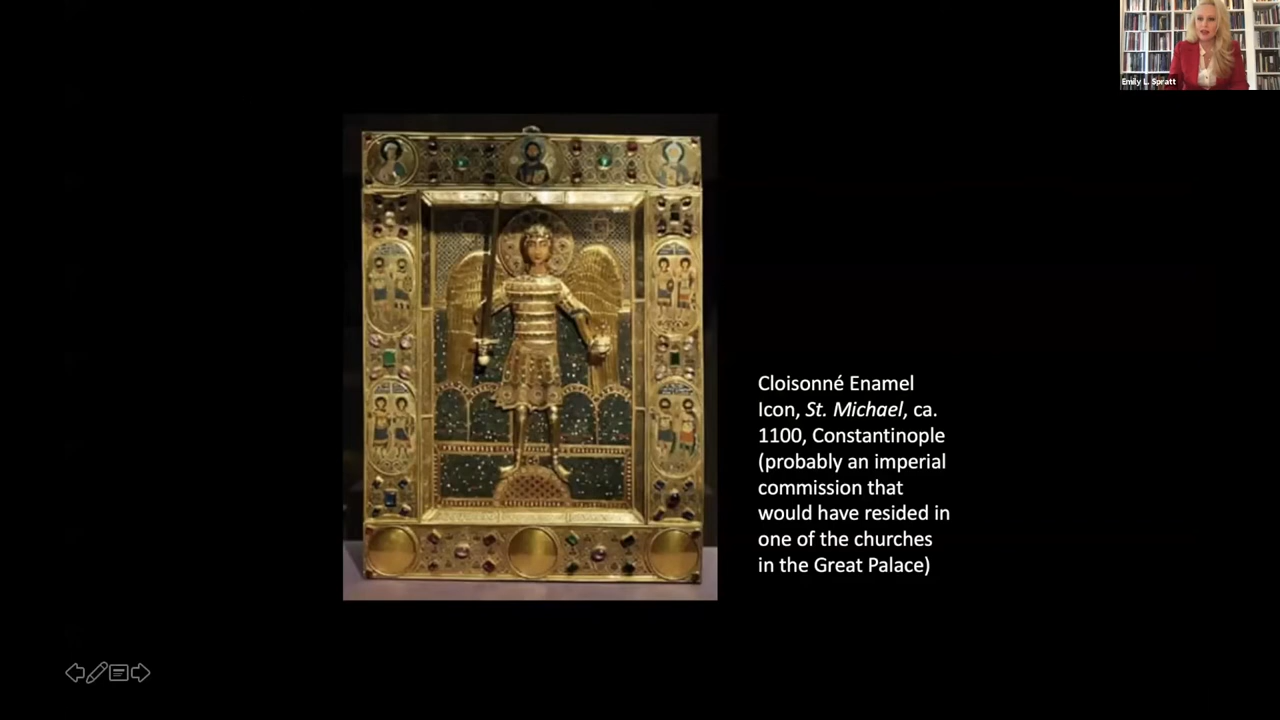 Emily L. Spratt
Cloisonné Enamel
Icon, St. Michael, ca.
1100, Constantinople
(probably an imperial
commission that
would have resided in
one of the churches
in the Great Palace)